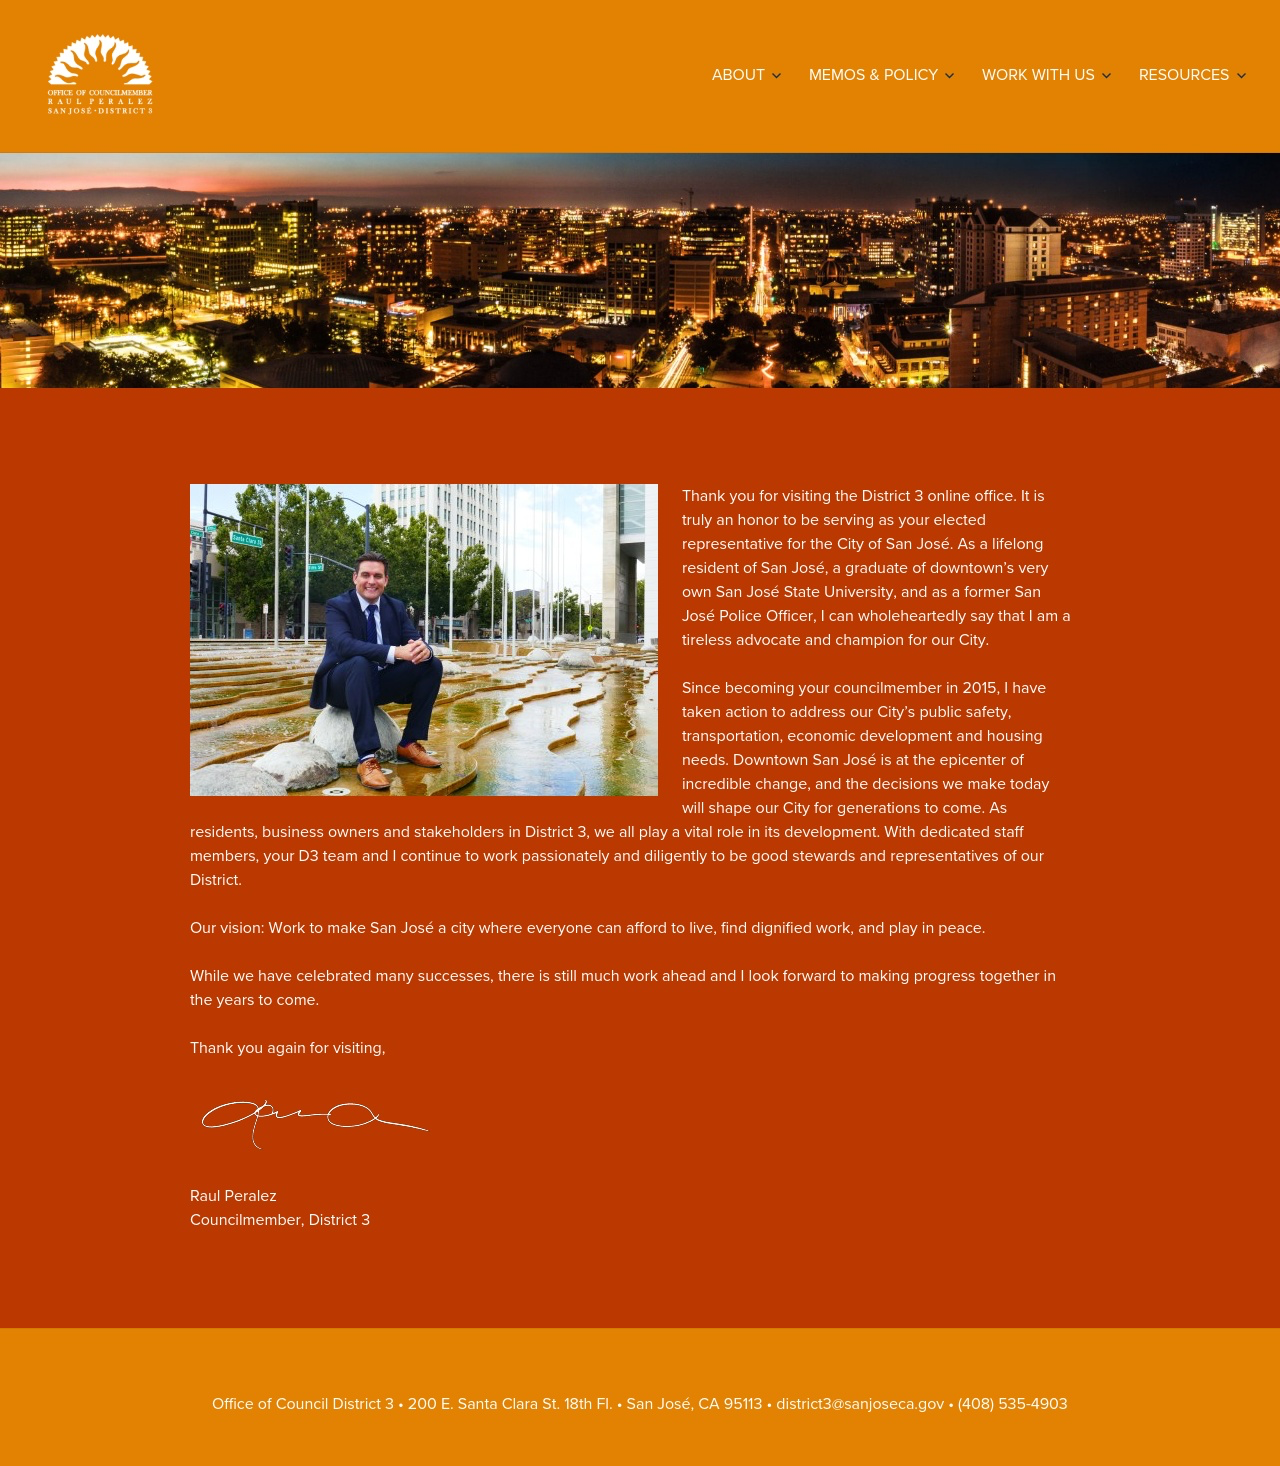 OFFICE OF COUNCILMEMBER
RAUL PERALEZ
SAN JOSÉ • DISTRICT 3
ABOUT
MEMOS & POLICY
WORK WITH US
RESOURCES
Santa Clara St
Thank you for visiting the District 3 online office. It is
truly an honor to be serving as your elected
representative for the City of San José. As a lifelong
resident of San José, a graduate of downtown’s very
own San José State University, and as a former San
José Police Officer, I can wholeheartedly say that I am a
tireless advocate and champion for our City.
Since becoming your councilmember in 2015, I have
taken action to address our City’s public safety,
transportation, economic development and housing
needs. Downtown San José is at the epicenter of
incredible change, and the decisions we make today
will shape our City for generations to come. As
residents, business owners and stakeholders in District 3, we all play a vital role in its development. With dedicated staff
members, your D3 team and I continue to work passionately and diligently to be good stewards and representatives of our
District.
Our vision: Work to make San José a city where everyone can afford to live, find dignified work, and play in peace.
While we have celebrated many successes, there is still much work ahead and I look forward to making progress together in
the years to come.
Thank you again for visiting,
Raul Peralez
Councilmember, District 3
Office of Council District 3 • 200 E. Santa Clara St. 18th Fl. • San José, CA 95113 • district3@sanjoseca.gov • (408) 535-4903